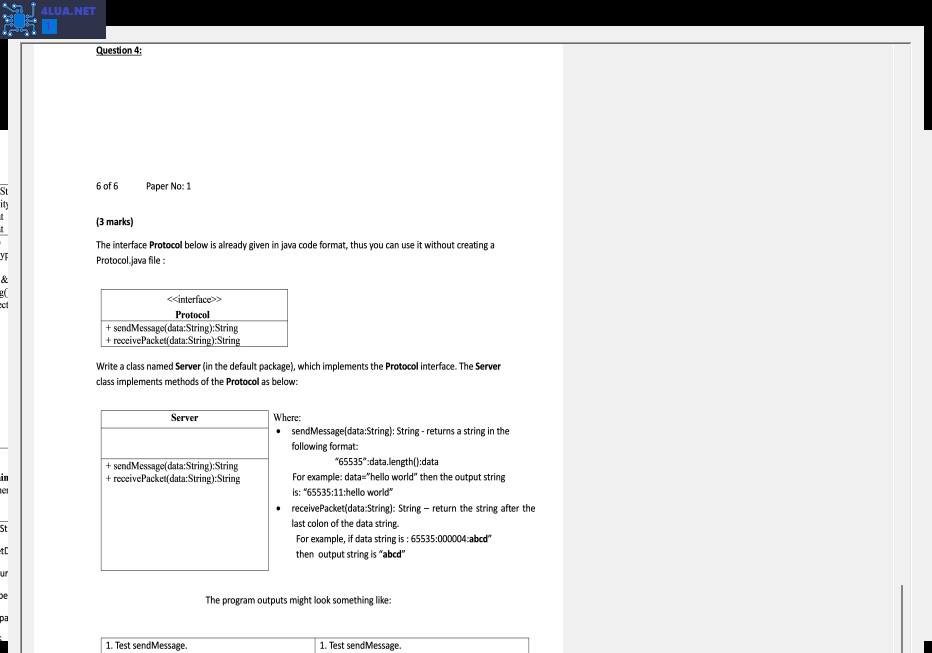 4LUA.NET
1
Question 4:
6 of 6 Paper No: 1
(3 marks)
The interface Protocol below is already given in java code format, thus you can use it without creating a
Protocol.java file :
<<interface>>
Protocol
+ sendMessage(data:String):String
+ receivePacket(data:String):String
Write a class named Server (in the default package), which implements the Protocol interface. The Server
class implements methods of the Protocol as below:
Server
+ sendMessage(data:String):String
+ receivePacket(data:String):String
Where:
• sendMessage(data:String): String - returns a string in the
following format:
“65535”:data.length():data
For example: data=”hello world” then the output string
is: “65535:11:hello world”
• receivePacket(data:String): String – return the string after the
last colon of the data string.
For example, if data string is : 65535:000004:abcd”
then output string is “abcd”
The program outputs might look something like:
1. Test sendMessage.
1. Test sendMessage.